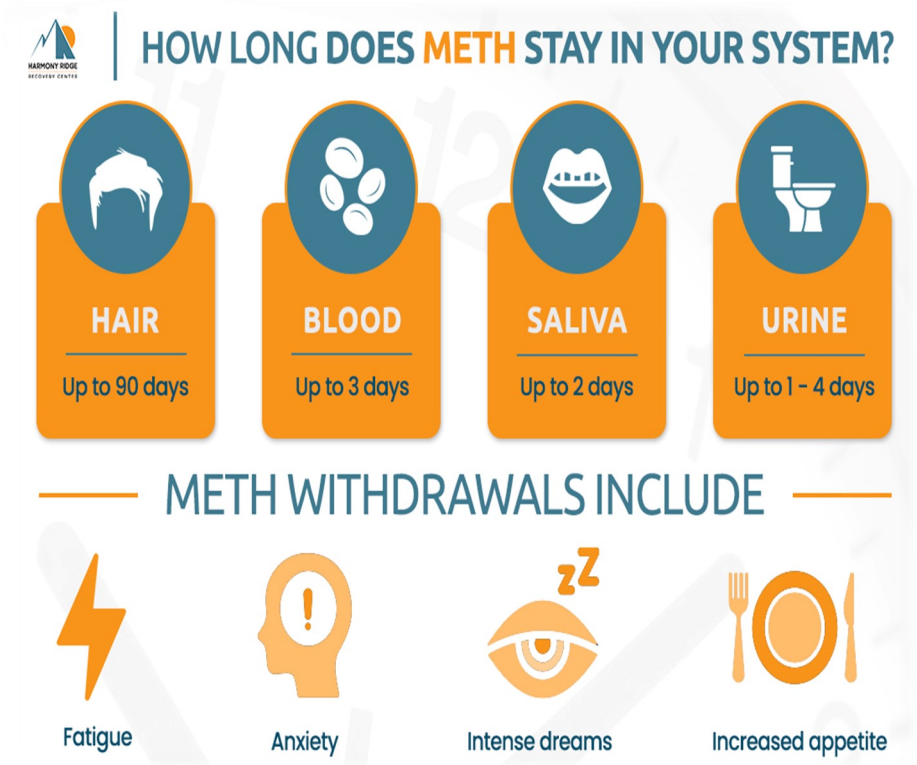 HARMONY RIDGE
RECOVERY CENTER
HOW LONG DOES METH STAY IN YOUR SYSTEM?
HAIR
Up to 90 days
BLOOD
Up to 3 days
SALIVA
Up to 2 days
URINE
Up to 1 - 4 days
METH WITHDRAWALS INCLUDE
zZ
Fatigue
Anxiety
Intense dreams
Increased appetite